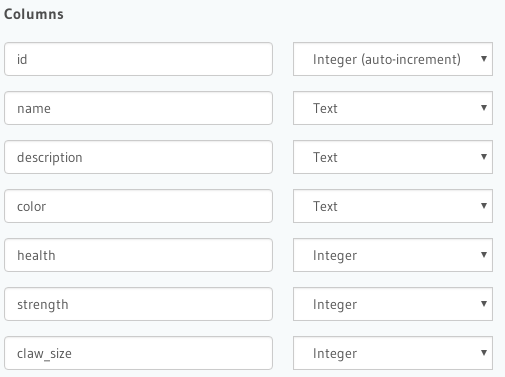 Columns
id Integer (auto-increment)
name Text
description Text
color Text
health Integer
strength Integer
claw_size Integer